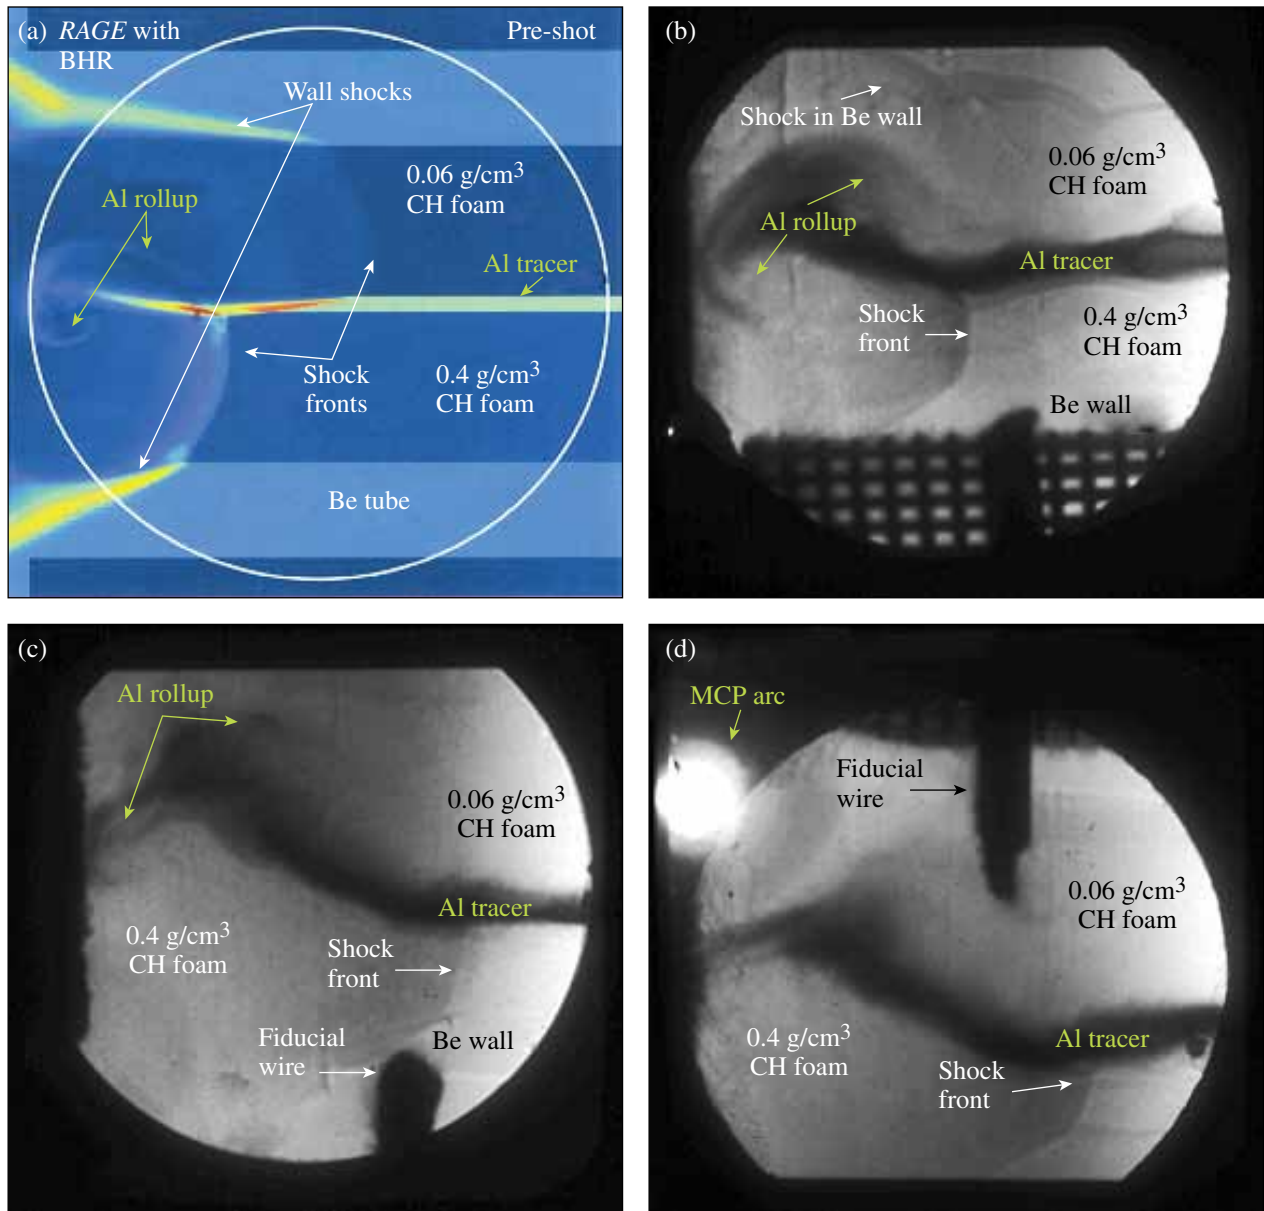 (a) RAGE with
BHR
Pre-shot
Wall shocks
0.06 g/cm3
CH foam
Al rollup
Al tracer
Shock
fronts
0.4 g/cm3
CH foam
Be tube
(b)
Shock in Be wall
0.06 g/cm3
CH foam
Al rollup
Al tracer
Shock
front
0.4 g/cm3
CH foam
Be wall
(c)
Al rollup
0.06 g/cm3
CH foam
Al tracer
0.4 g/cm3
CH foam
Shock
front
Fiducial
wire
Be wall
(d)
MCP arc
Fiducial
wire
0.06 g/cm3
CH foam
Al tracer
0.4 g/cm3
CH foam
Shock
front